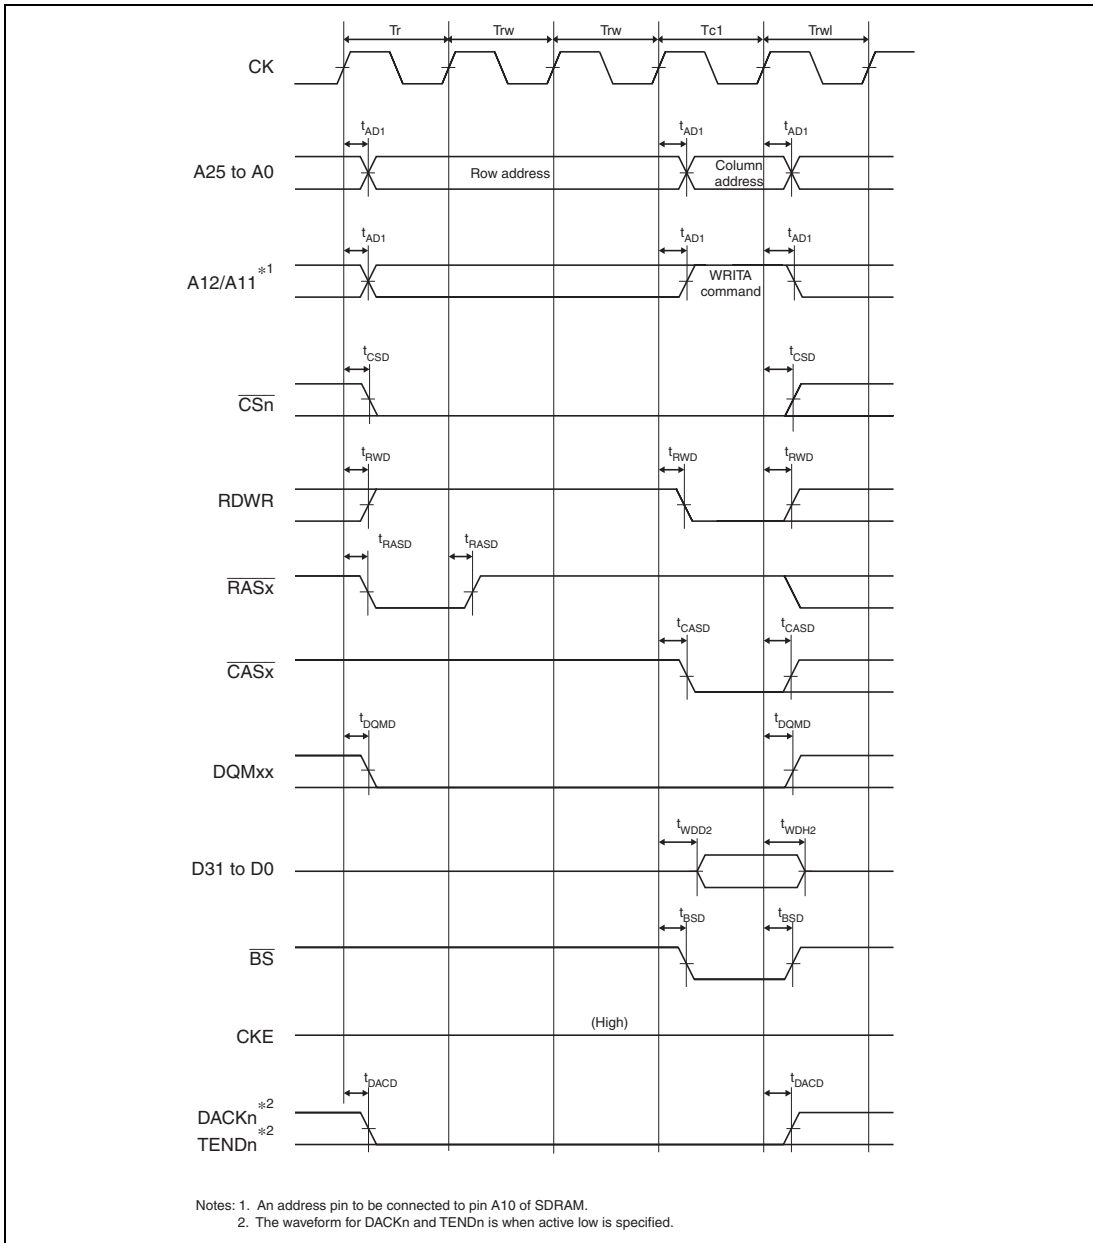 Tr Trw Trw Tc1 Trwl
CK
tAD1 tAD1 tAD1
A25 to A0 Row address Column address
tAD1 tAD1 tAD1
A12/A11*1 WRITA command
tCSD tCSD
CSn
tRWD tRWD tRWD
RDWR
tRASD tRASD
RASx
tCASD tCASD
CASx
tDQMD tDQMD
DQMxx
tWDD2 tWDH2
D31 to D0
tBSD tBSD
BS
(High)
CKE
tDACD tDACD
DACKn*2
TENDn*2
Notes: 1. An address pin to be connected to pin A10 of SDRAM.
2. The waveform for DACKn and TENDn is when active low is specified.